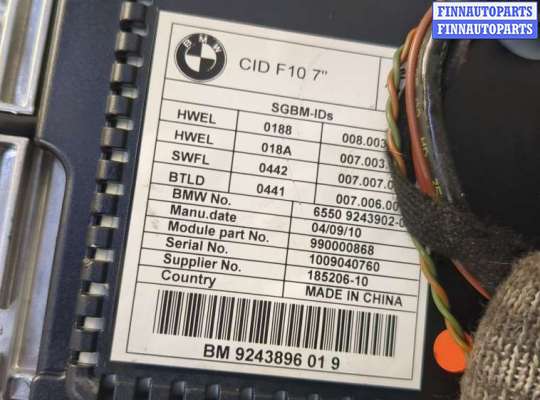 FINNAUTOPARTS
FINNAUTOPARTS
BMW
CID F10 7"
SGBM-IDs
HWEL 0188 008.003
HWEL 018A 007.003
SWFL 0442 007.007.0
BTLD 0441 007.006.00
BMW No. 6550 9243902-0
Manu.date 04/09/10
Module part No. 990000868
Serial No. 1009040760
Supplier No. 185206-10
Country MADE IN CHINA
BM 9243896 01 9